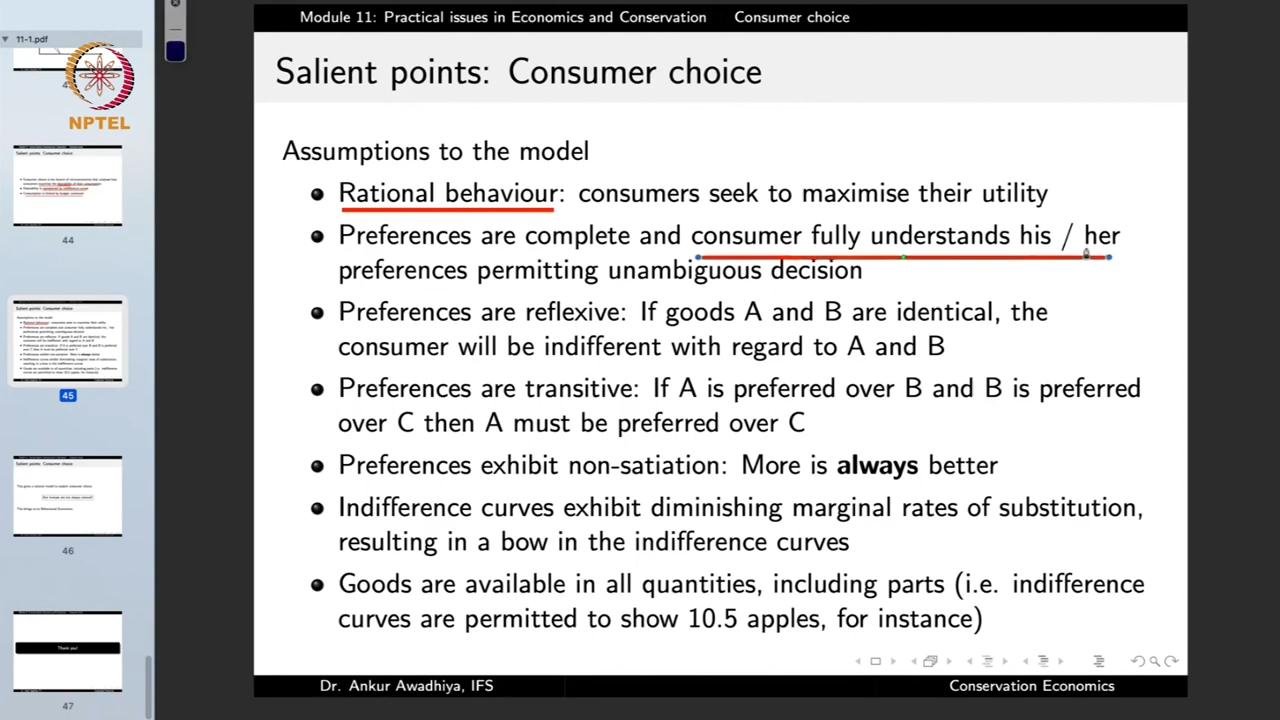 Module 11: Practical issues in Economics and Conservation Consumer choice
11-1.pdf
NPTEL
Salient points: Consumer choice
Assumptions to the model
Rational behaviour: consumers seek to maximise their utility
Preferences are complete and consumer fully understands his / her
preferences permitting unambiguous decision
Preferences are reflexive: If goods A and B are identical, the
consumer will be indifferent with regard to A and B
Preferences are transitive: If A is preferred over B and B is preferred
over C then A must be preferred over C
Preferences exhibit non-satiation: More is always better
Indifference curves exhibit diminishing marginal rates of substitution,
resulting in a bow in the indifference curves
Goods are available in all quantities, including parts (i.e. indifference
curves are permitted to show 10.5 apples, for instance)
Dr. Ankur Awadhiya, IFS Conservation Economics
44
45
46
Thank you!
47